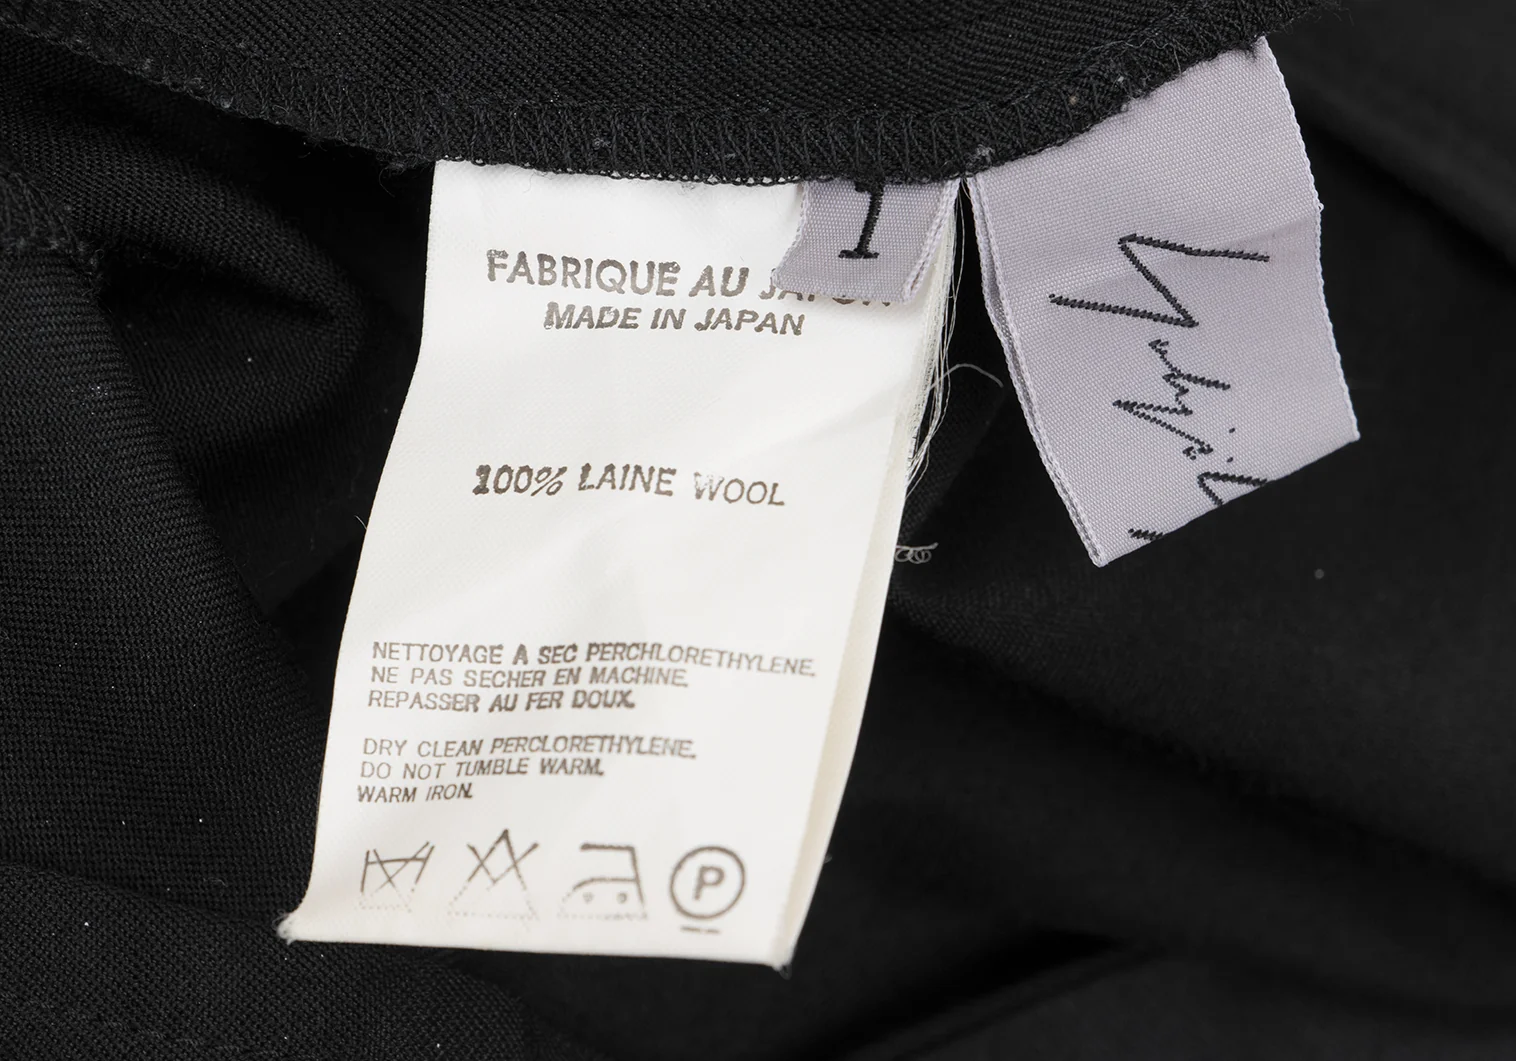 FABRIQUE AU JAPON
MADE IN JAPAN
1
100% LAINE WOOL
NETTOYAGE A SEC PERCHLORETHYLENE.
NE PAS SECHER EN MACHINE.
REPASSER AU FER DOUX.
DRY CLEAN PERCLORETHYLENE.
DO NOT TUMBLE WARM.
WARM IRON.
P